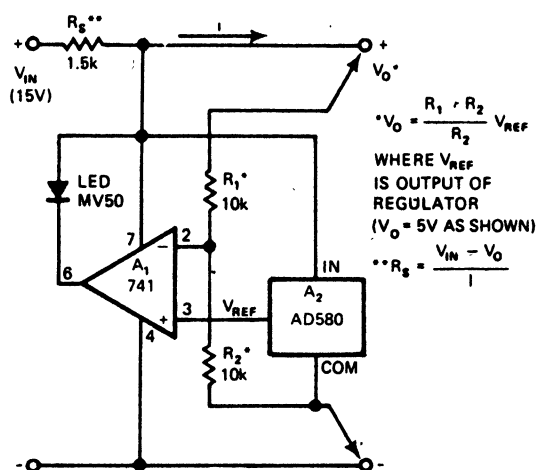 Rs**
I
+
+
1.5k
VIN
(15V)
Vo*
*Vo = R1 + R2 / R2 VREF
WHERE VREF
IS OUTPUT OF
REGULATOR
(Vo = 5V AS SHOWN)
**Rs = VIN − Vo / I
LED
MV50
R1*
10k
7
2
−
6
A1
741
IN
A2
AD580
VREF
3
+
4
R2*
10k
COM
-
-